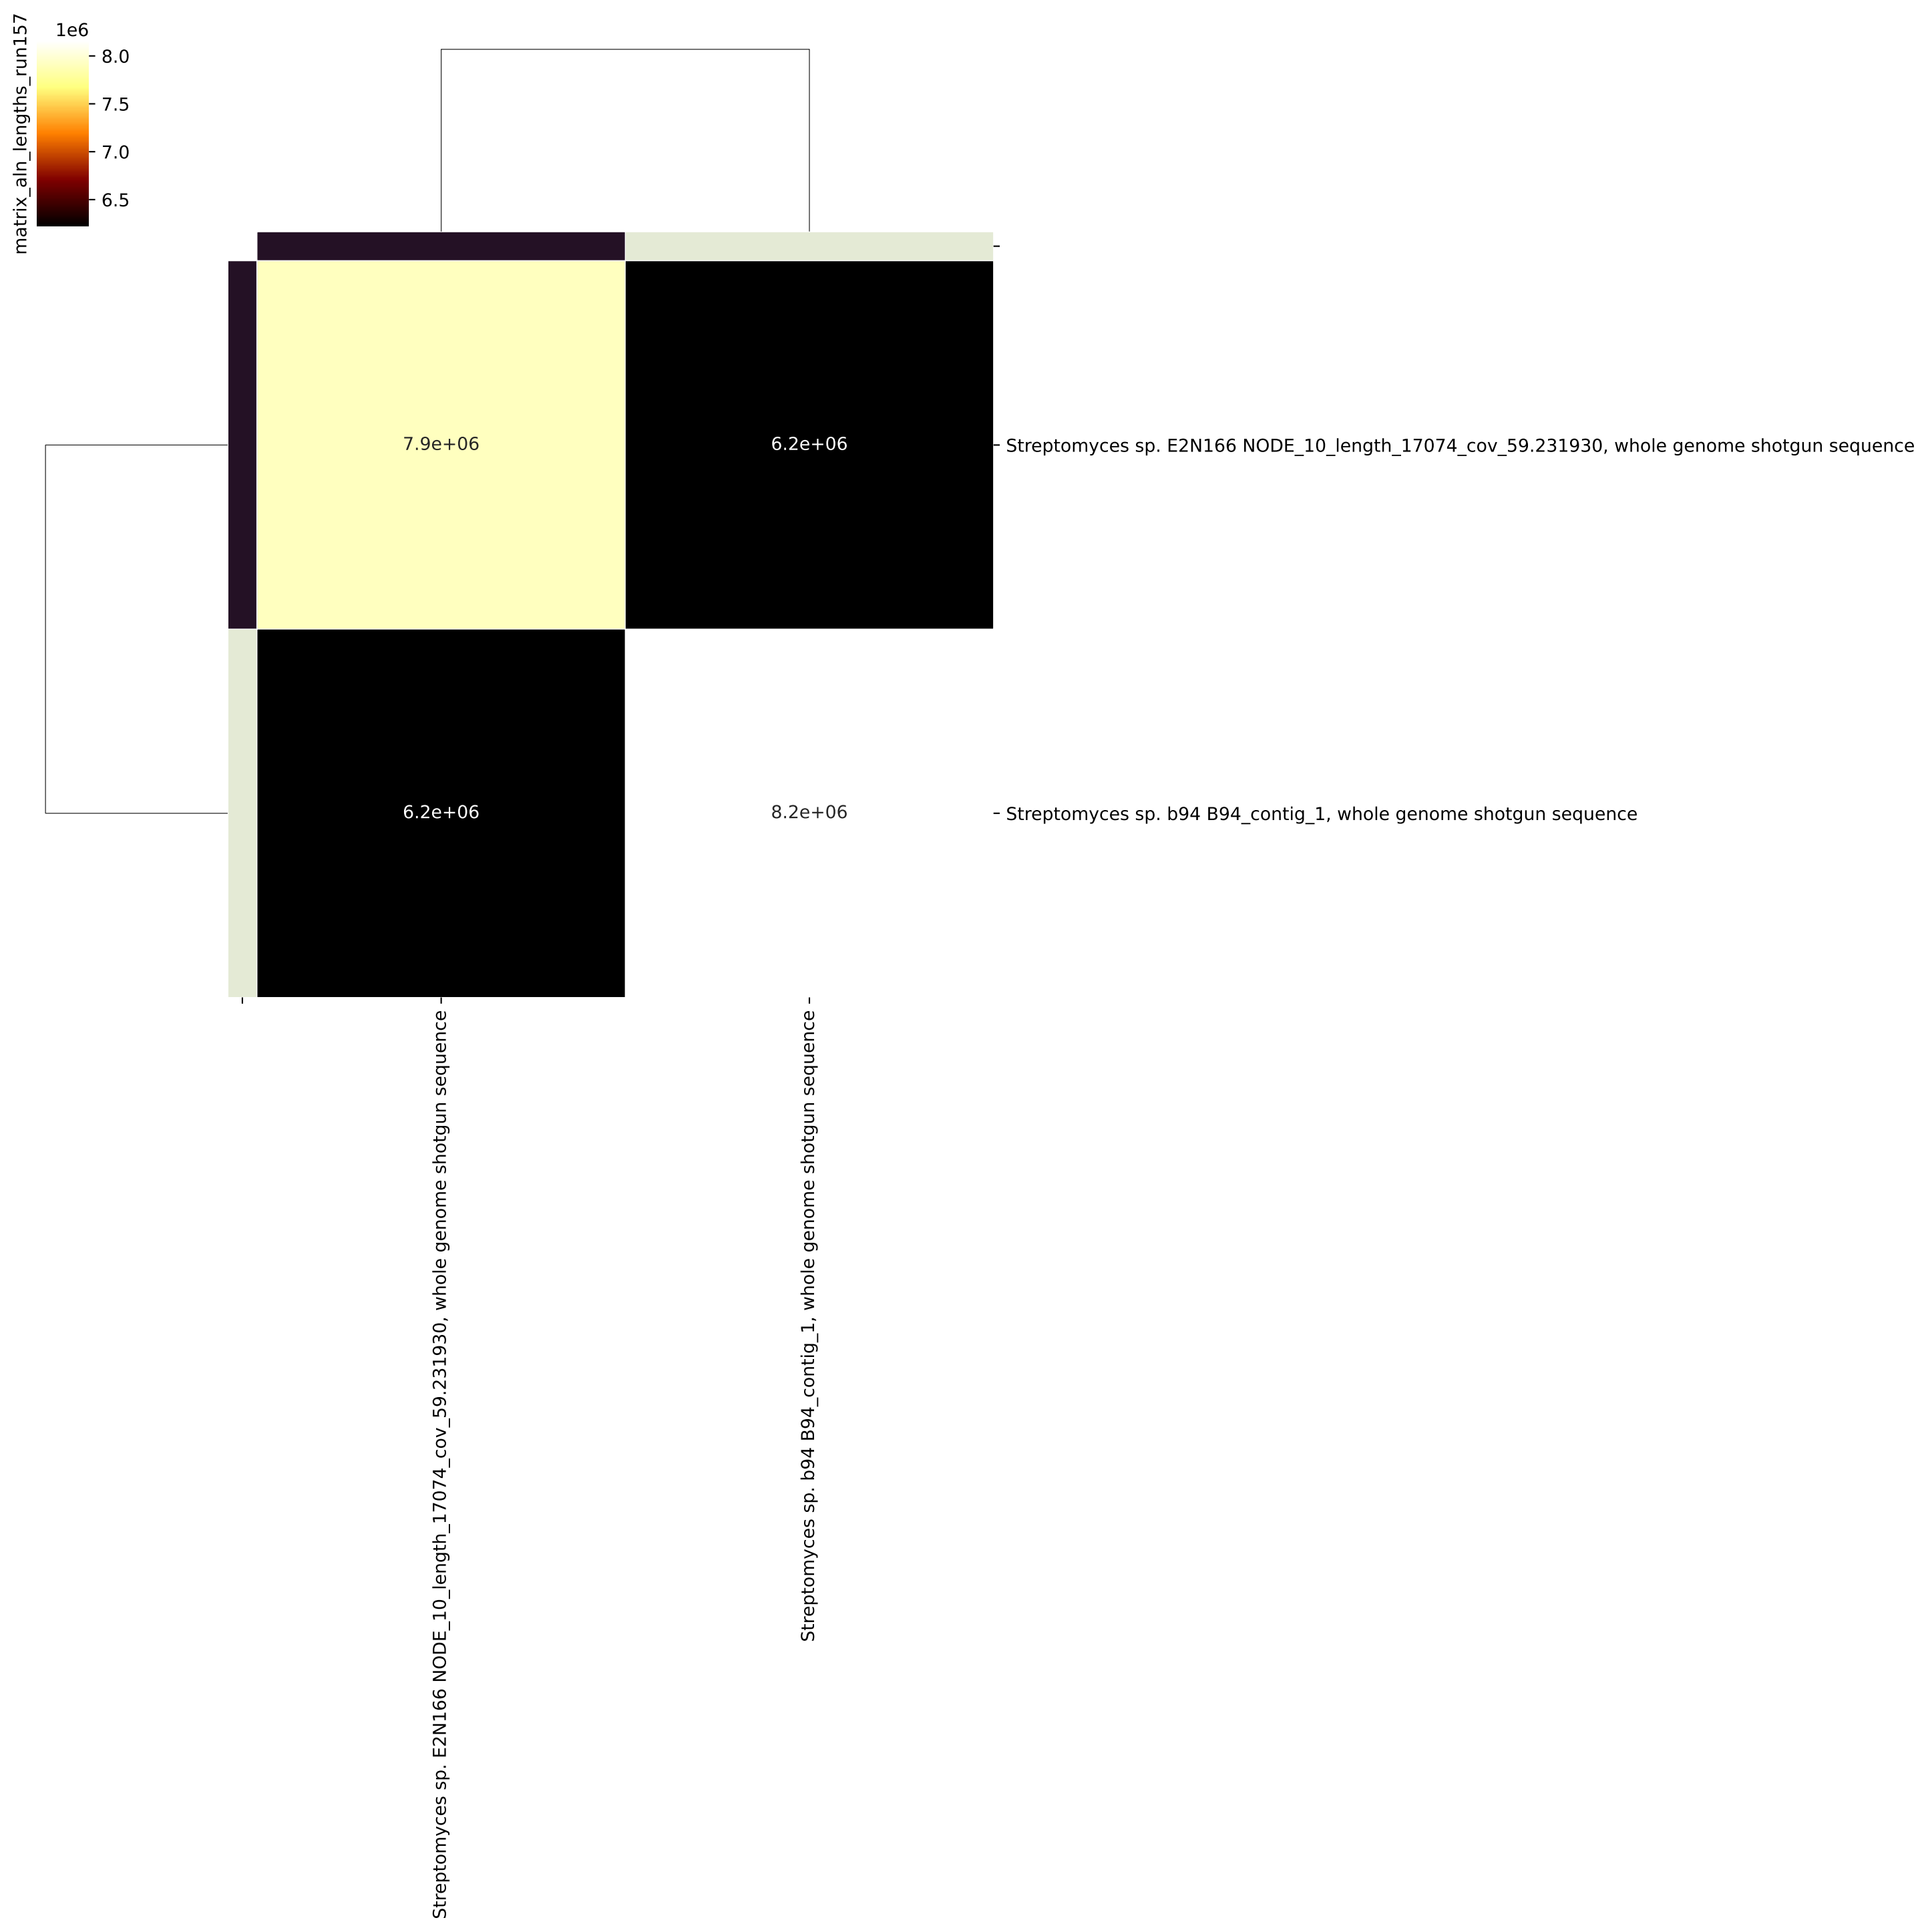 matrix_aln_lengths_run157
1e6
8.0
7.5
7.0
6.5
7.9e+06
6.2e+06
Streptomyces sp. E2N166 NODE_10_length_17074_cov_59.231930, whole genome shotgun sequence
6.2e+06
8.2e+06
Streptomyces sp. b94 B94_contig_1, whole genome shotgun sequence
Streptomyces sp. E2N166 NODE_10_length_17074_cov_59.231930, whole genome shotgun sequence
Streptomyces sp. b94 B94_contig_1, whole genome shotgun sequence